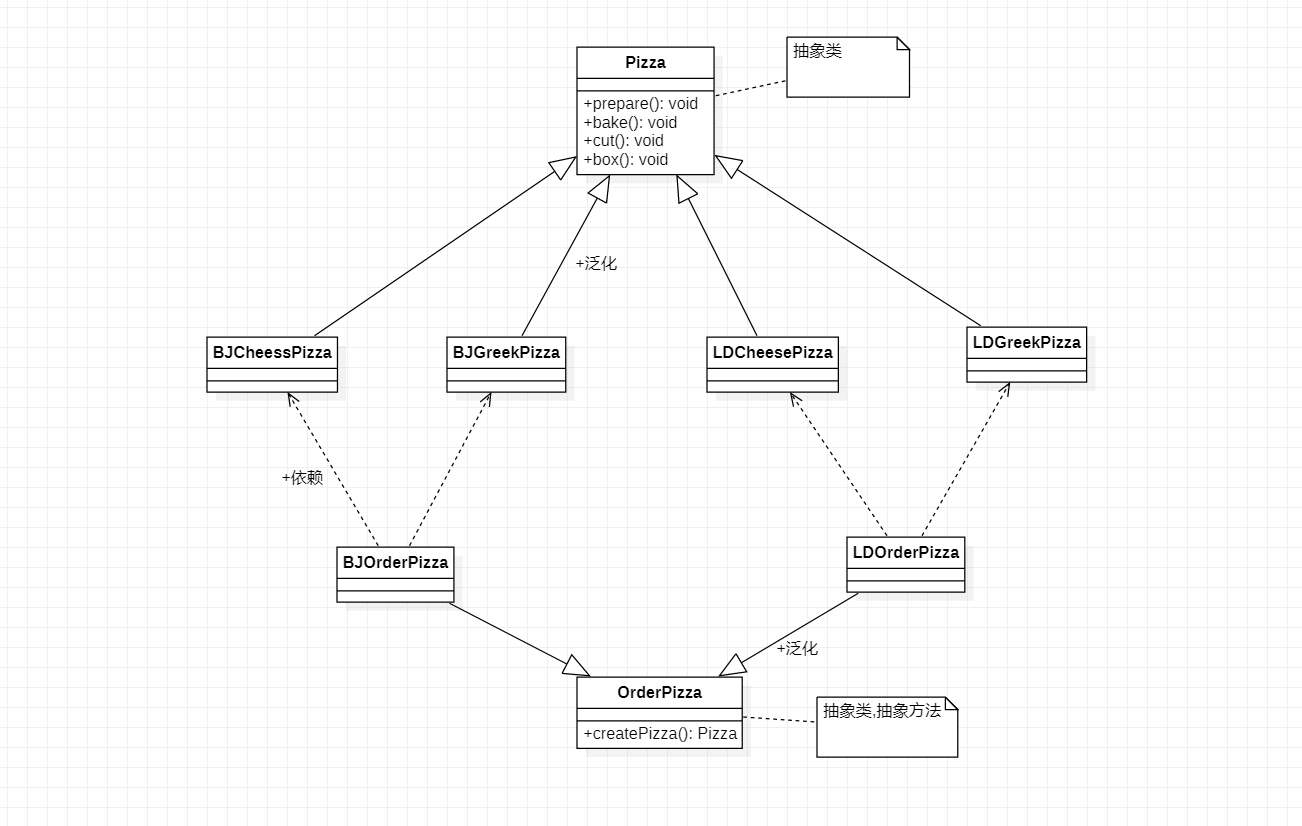 Pizza
抽象类
+prepare(): void
+bake(): void
+cut(): void
+box(): void
+泛化
BJCheessPizza
BJGreekPizza
LDCheesePizza
LDGreekPizza
+依赖
BJOrderPizza
LDOrderPizza
+泛化
OrderPizza
+createPizza(): Pizza
抽象类,抽象方法